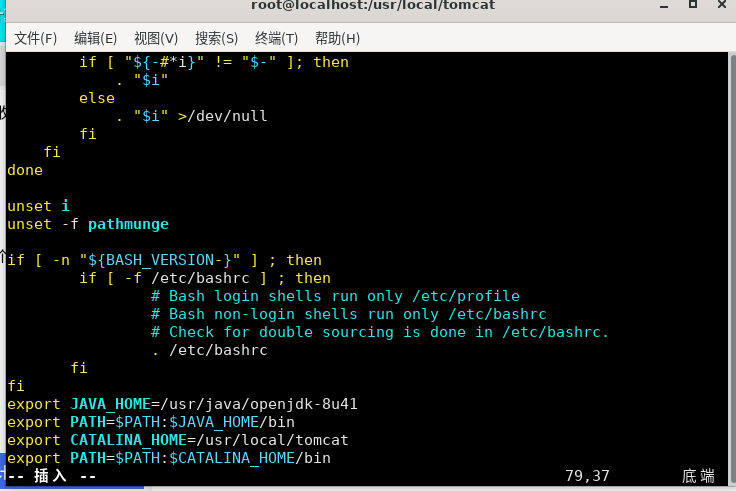 root@localhost:/usr/local/tomcat
文件(F) 编辑(E) 查看(V) 搜索(S) 终端(T) 帮助(H)
        if [ "${-#*i}" != "$-" ]; then
            . "$i"
        else
            . "$i" >/dev/null
        fi
    fi
done

unset i
unset -f pathmunge

if [ -n "${BASH_VERSION-}" ] ; then
        if [ -f /etc/bashrc ] ; then
                # Bash login shells run only /etc/profile
                # Bash non-login shells run only /etc/bashrc
                # Check for double sourcing is done in /etc/bashrc.
                . /etc/bashrc
       fi
fi
export JAVA_HOME=/usr/java/openjdk-8u41
export PATH=$PATH:$JAVA_HOME/bin
export CATALINA_HOME=/usr/local/tomcat
export PATH=$PATH:$CATALINA_HOME/bin
-- 插入 -- 79,37 底端